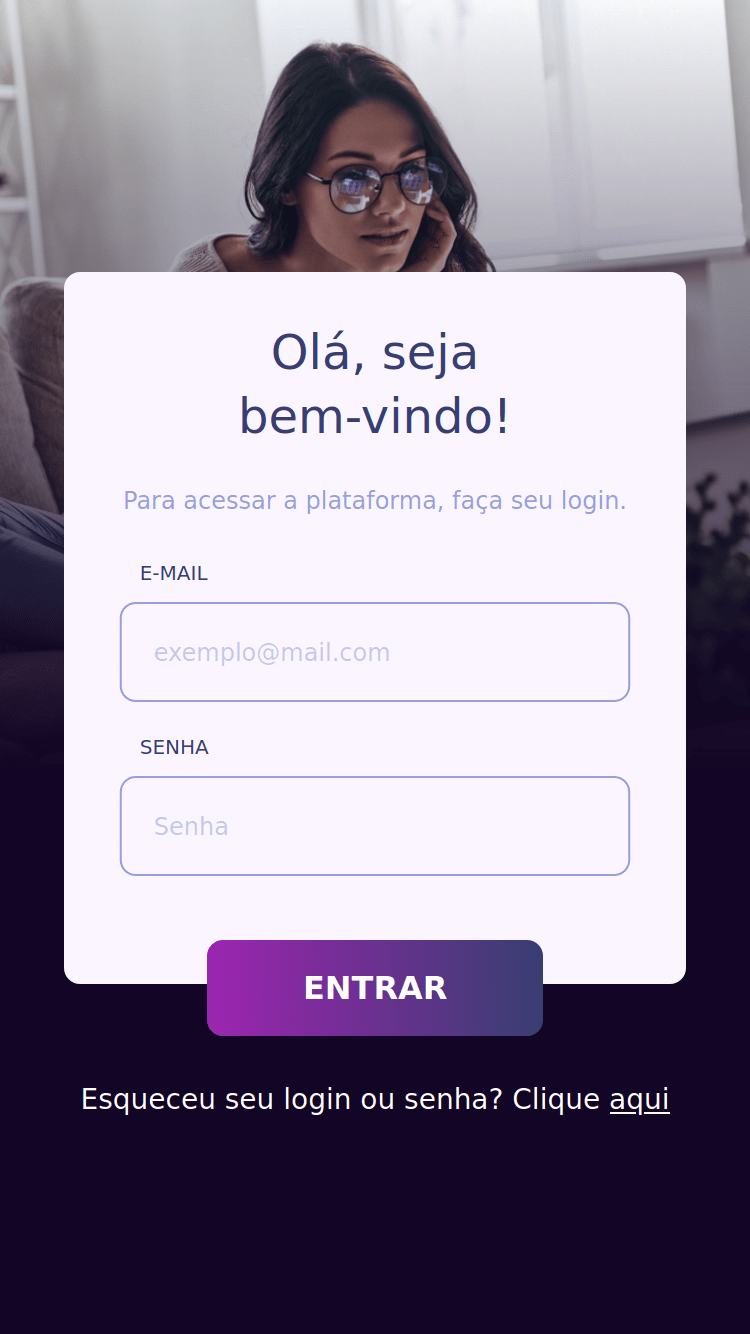 Olá, seja
bem-vindo!
Para acessar a plataforma, faça seu login.
E-MAIL
exemplo@mail.com
SENHA
Senha
ENTRAR
Esqueceu seu login ou senha? Clique aqui